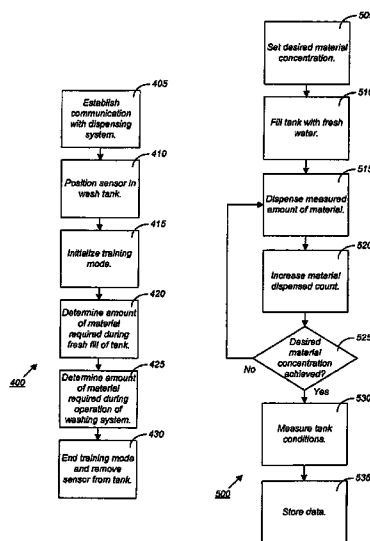 405
Establish
communication
with dispensing
system.
410
Position sensor in
wash tank.
415
Initialize training
mode.
420
Determine amount
of material
required during
fresh fill of tank.
425
Determine amount
of material
required during
operation of
washing system.
430
End training mode
and remove
sensor from tank.
400
505
Set desired
material
concentration.
510
Fill tank with fresh
water.
515
Dispense measured
amount of material.
520
Increase material
dispensed count.
525
Desired
material
concentration
achieved?
No
Yes
530
Measure tank
conditions.
535
Store data.
500